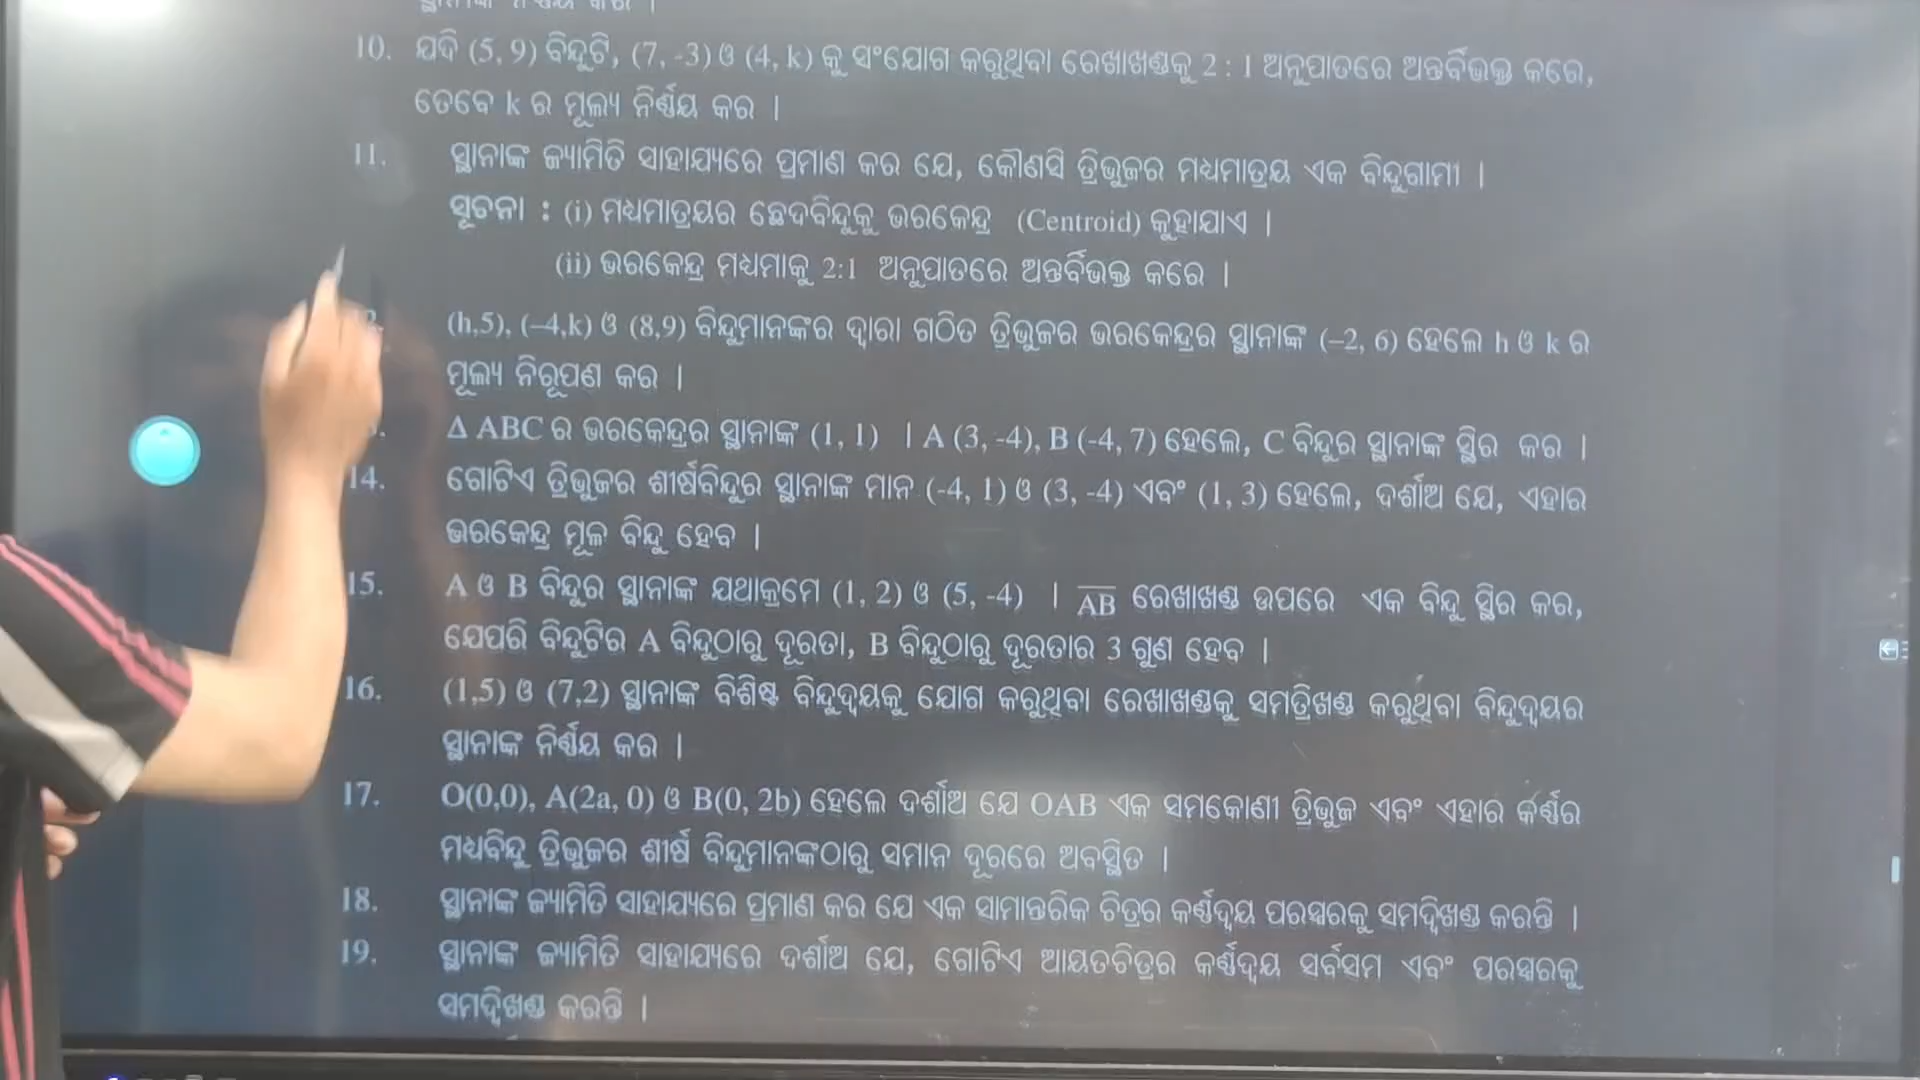 10. ଯଦି (5, 9) ବିନ୍ଦୁଟି, (7, -3) ଓ (4, k) କୁ ସଂଯୋଗ କରୁଥିବା ରେଖାଖଣ୍ଡକୁ 2 : 1 ଅନୁପାତରେ ଅନ୍ତର୍ବିଭକ୍ତ କରେ,
ତେବେ k ର ମୂଲ୍ୟ ନିର୍ଣ୍ଣୟ କର |
11. ସ୍ଥାନାଙ୍କ ଜ୍ୟାମିତି ସାହାଯ୍ୟରେ ପ୍ରମାଣ କର ଯେ, କୌଣସି ତ୍ରିଭୁଜର ମଧ୍ୟମାତ୍ରୟ ଏକ ବିନ୍ଦୁଗାମୀ |
ସୂଚନା : (i) ମଧ୍ୟମାତ୍ରୟର ଛେଦବିନ୍ଦୁକୁ ଭରକେନ୍ଦ୍ର (Centroid) କୁହାଯାଏ |
(ii) ଭରକେନ୍ଦ୍ର ମଧ୍ୟମାକୁ 2:1 ଅନୁପାତରେ ଅନ୍ତର୍ବିଭକ୍ତ କରେ |
(h,5), (–4,k) ଓ (8,9) ବିନ୍ଦୁମାନଙ୍କର ଦ୍ୱାରା ଗଠିତ ତ୍ରିଭୁଜର ଭରକେନ୍ଦ୍ରର ସ୍ଥାନାଙ୍କ (–2, 6) ହେଲେ h ଓ k ର
ମୂଲ୍ୟ ନିରୂପଣ କର |
Δ ABC ର ଭରକେନ୍ଦ୍ରର ସ୍ଥାନାଙ୍କ (1, 1) | A (3, -4), B (-4, 7) ହେଲେ, C ବିନ୍ଦୁର ସ୍ଥାନାଙ୍କ ସ୍ଥିର କର |
14. ଗୋଟିଏ ତ୍ରିଭୁଜର ଶୀର୍ଷବିନ୍ଦୁର ସ୍ଥାନାଙ୍କ ମାନ (-4, 1) ଓ (3, -4) ଏବଂ (1, 3) ହେଲେ, ଦର୍ଶାଅ ଯେ, ଏହାର
ଭରକେନ୍ଦ୍ର ମୂଳ ବିନ୍ଦୁ ହେବ |
15. A ଓ B ବିନ୍ଦୁର ସ୍ଥାନାଙ୍କ ଯଥାକ୍ରମେ (1, 2) ଓ (5, -4) | AB ରେଖାଖଣ୍ଡ ଉପରେ ଏକ ବିନ୍ଦୁ ସ୍ଥିର କର,
ଯେପରି ବିନ୍ଦୁଟିର A ବିନ୍ଦୁଠାରୁ ଦୂରତା, B ବିନ୍ଦୁଠାରୁ ଦୂରତାର 3 ଗୁଣ ହେବ |
16. (1,5) ଓ (7,2) ସ୍ଥାନାଙ୍କ ବିଶିଷ୍ଟ ବିନ୍ଦୁଦ୍ୱୟକୁ ଯୋଗ କରୁଥିବା ରେଖାଖଣ୍ଡକୁ ସମତ୍ରିଖଣ୍ଡ କରୁଥିବା ବିନ୍ଦୁଦ୍ୱୟର
ସ୍ଥାନାଙ୍କ ନିର୍ଣ୍ଣୟ କର |
17. O(0,0), A(2a, 0) ଓ B(0, 2b) ହେଲେ ଦର୍ଶାଅ ଯେ OAB ଏକ ସମକୋଣୀ ତ୍ରିଭୁଜ ଏବଂ ଏହାର କର୍ଣ୍ଣର
ମଧ୍ୟବିନ୍ଦୁ ତ୍ରିଭୁଜର ଶୀର୍ଷ ବିନ୍ଦୁମାନଙ୍କଠାରୁ ସମାନ ଦୂରରେ ଅବସ୍ଥିତ |
18. ସ୍ଥାନାଙ୍କ ଜ୍ୟାମିତି ସାହାଯ୍ୟରେ ପ୍ରମାଣ କର ଯେ ଏକ ସାମାନ୍ତରିକ ଚିତ୍ରର କର୍ଣ୍ଣଦ୍ୱୟ ପରସ୍ପରକୁ ସମଦ୍ୱିଖଣ୍ଡ କରନ୍ତି |
19. ସ୍ଥାନାଙ୍କ ଜ୍ୟାମିତି ସାହାଯ୍ୟରେ ଦର୍ଶାଅ ଯେ, ଗୋଟିଏ ଆୟତଚିତ୍ରର କର୍ଣ୍ଣଦ୍ୱୟ ସର୍ବସମ ଏବଂ ପରସ୍ପରକୁ
ସମଦ୍ୱିଖଣ୍ଡ କରନ୍ତି |